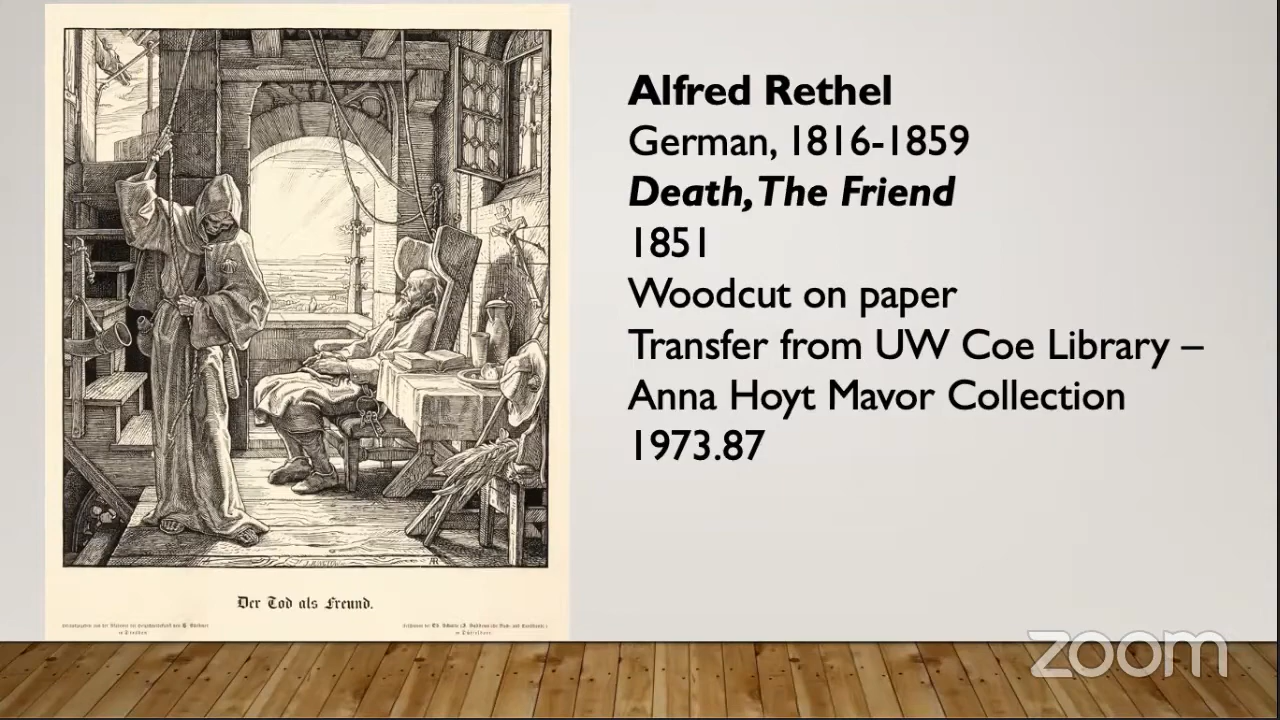 Alfred Rethel
German, 1816-1859
Death, The Friend
1851
Woodcut on paper
Transfer from UW Coe Library –
Anna Hoyt Mavor Collection
1973.87
Der Tod als Freund.
zoom